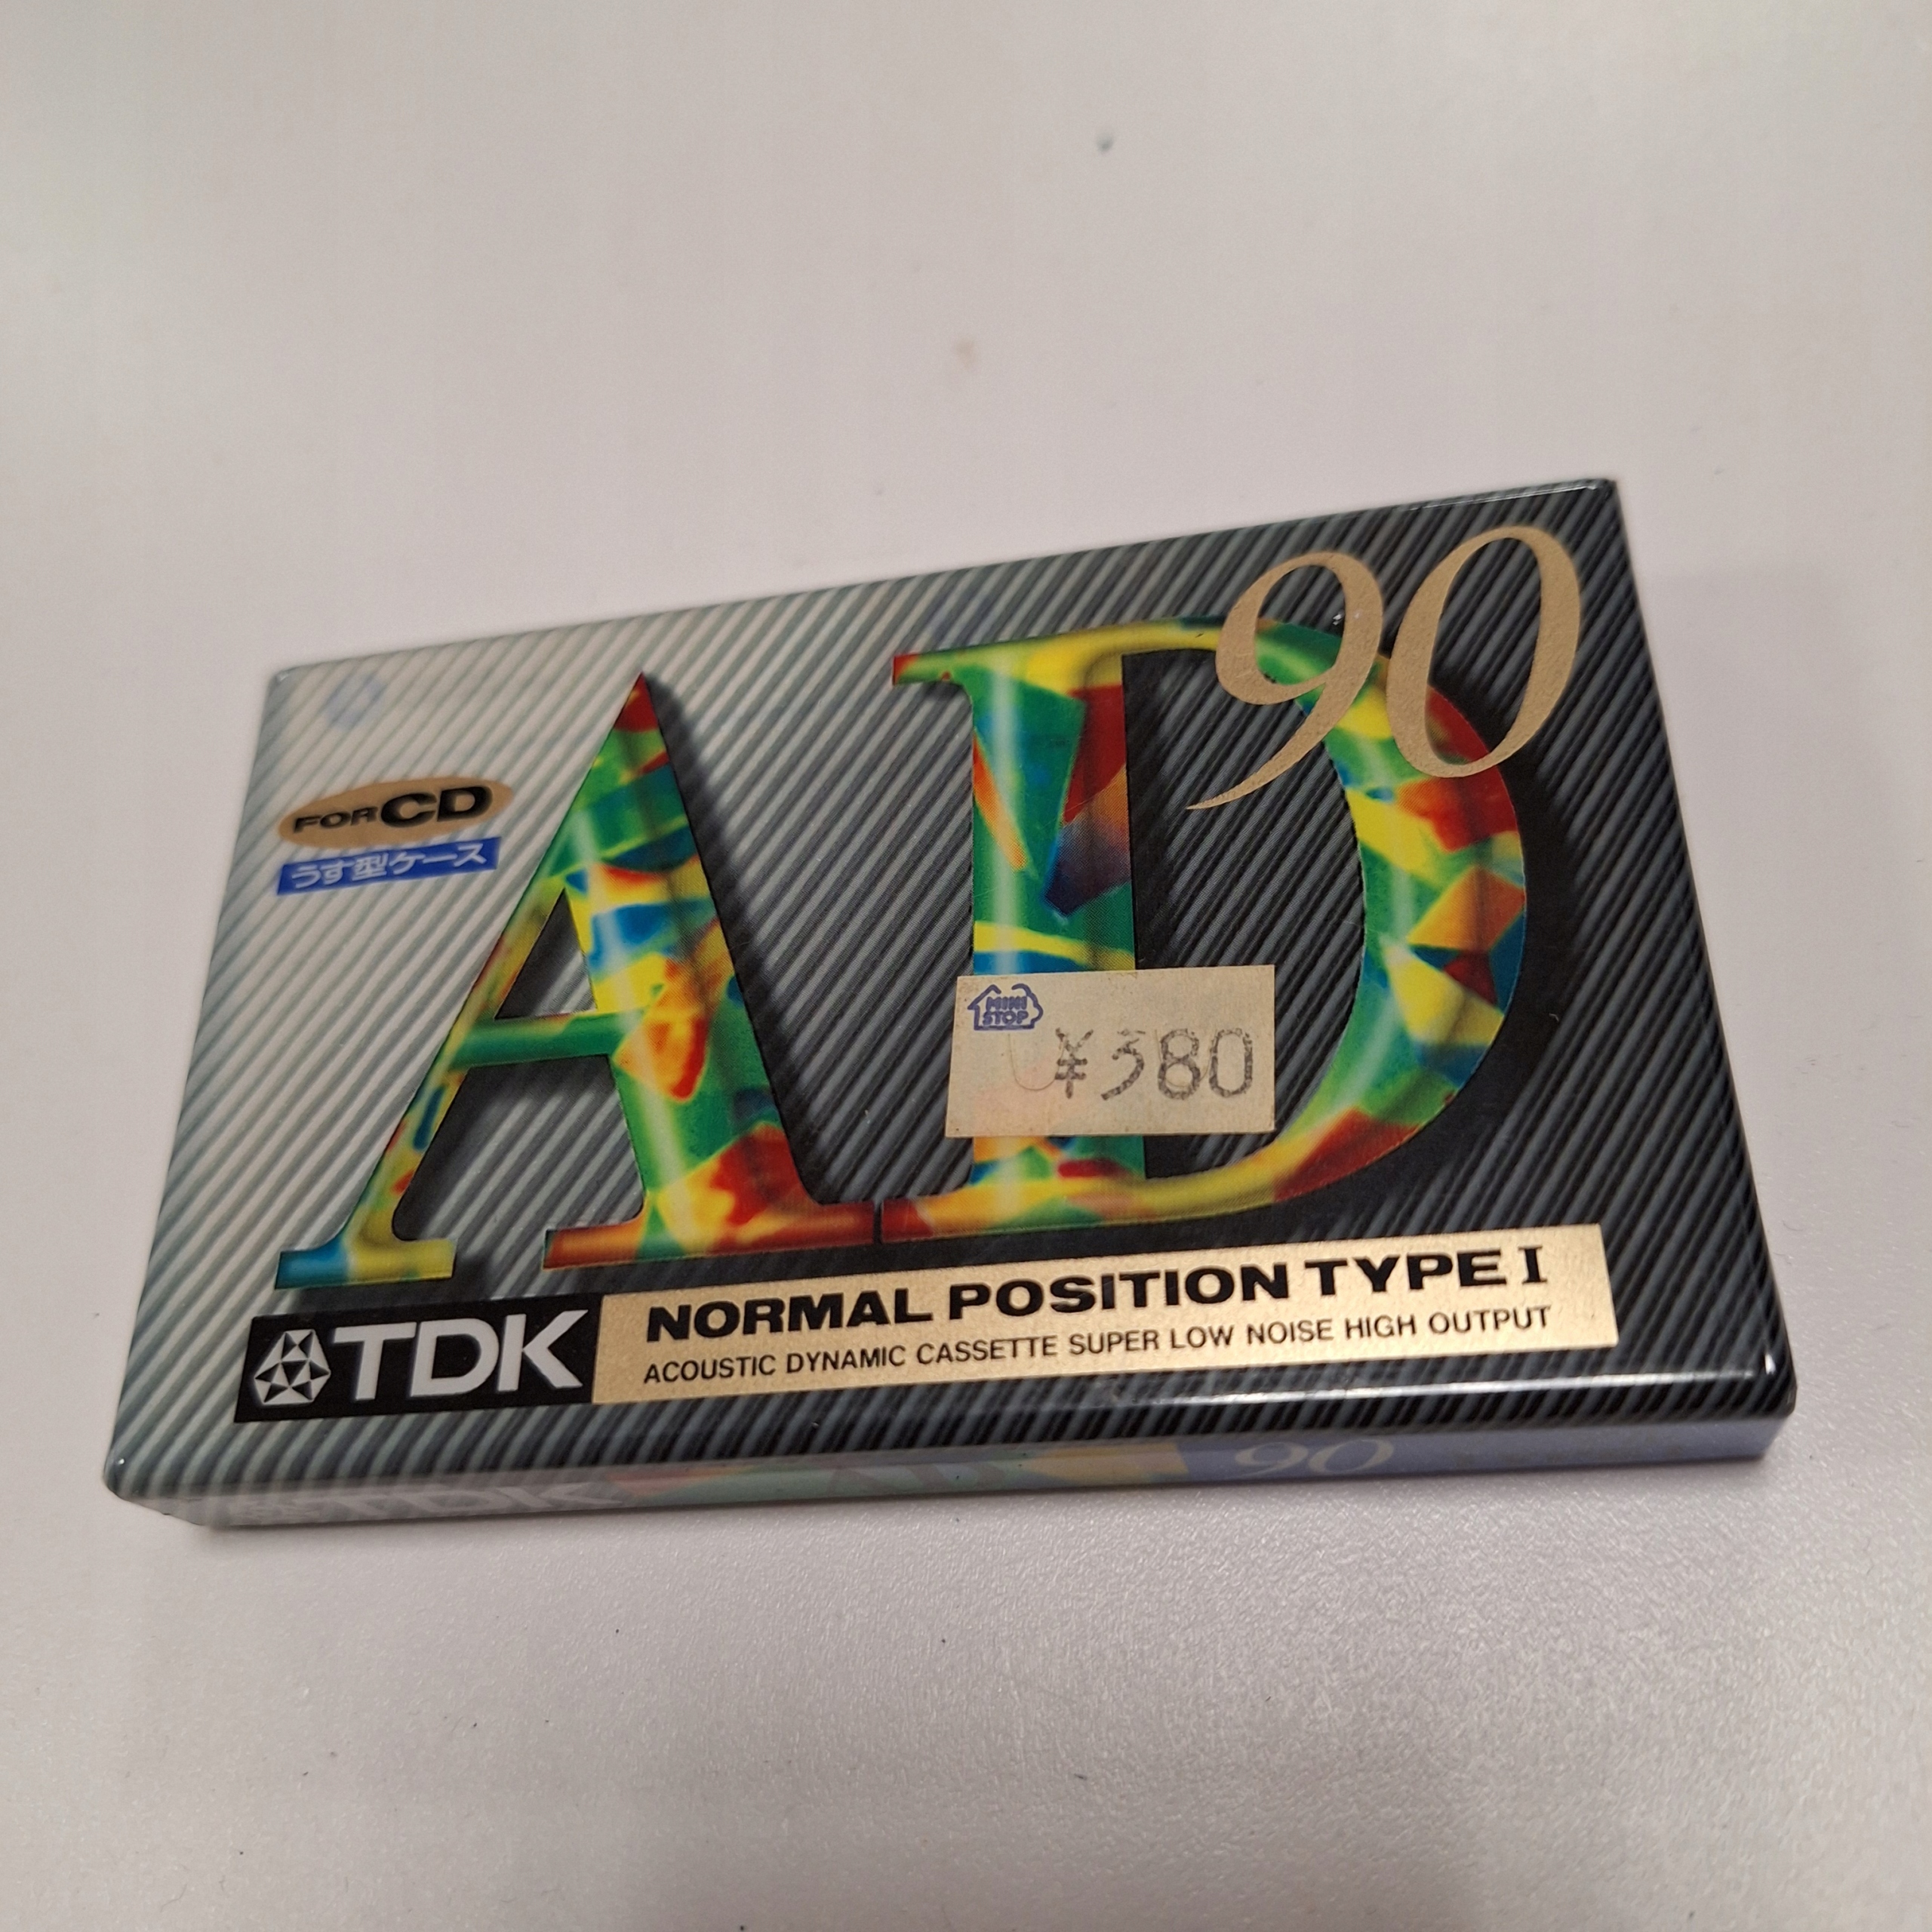 90
FOR CD
うす型ケース
AD
MINI
STOP
¥380
TDK
NORMAL POSITION TYPE I
ACOUSTIC DYNAMIC CASSETTE SUPER LOW NOISE HIGH OUTPUT
TDK
AD
90